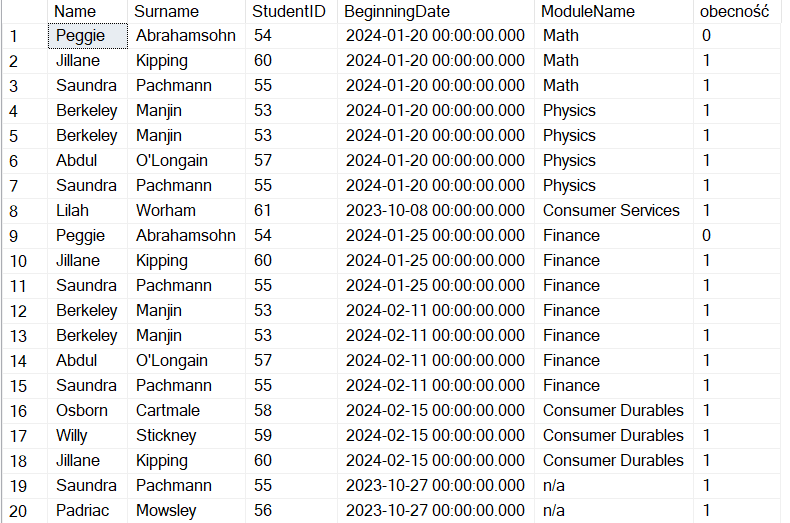 Name Surname StudentID BeginningDate ModuleName obecność
1 Peggie Abrahamsohn 54 2024-01-20 00:00:00.000 Math 0
2 Jillane Kipping 60 2024-01-20 00:00:00.000 Math 1
3 Saundra Pachmann 55 2024-01-20 00:00:00.000 Math 1
4 Berkeley Manjin 53 2024-01-20 00:00:00.000 Physics 1
5 Berkeley Manjin 53 2024-01-20 00:00:00.000 Physics 1
6 Abdul O'Longain 57 2024-01-20 00:00:00.000 Physics 1
7 Saundra Pachmann 55 2024-01-20 00:00:00.000 Physics 1
8 Lilah Worham 61 2023-10-08 00:00:00.000 Consumer Services 1
9 Peggie Abrahamsohn 54 2024-01-25 00:00:00.000 Finance 0
10 Jillane Kipping 60 2024-01-25 00:00:00.000 Finance 1
11 Saundra Pachmann 55 2024-01-25 00:00:00.000 Finance 1
12 Berkeley Manjin 53 2024-02-11 00:00:00.000 Finance 1
13 Berkeley Manjin 53 2024-02-11 00:00:00.000 Finance 1
14 Abdul O'Longain 57 2024-02-11 00:00:00.000 Finance 1
15 Saundra Pachmann 55 2024-02-11 00:00:00.000 Finance 1
16 Osborn Cartmale 58 2024-02-15 00:00:00.000 Consumer Durables 1
17 Willy Stickney 59 2024-02-15 00:00:00.000 Consumer Durables 1
18 Jillane Kipping 60 2024-02-15 00:00:00.000 Consumer Durables 1
19 Saundra Pachmann 55 2023-10-27 00:00:00.000 n/a 1
20 Padriac Mowsley 56 2023-10-27 00:00:00.000 n/a 1